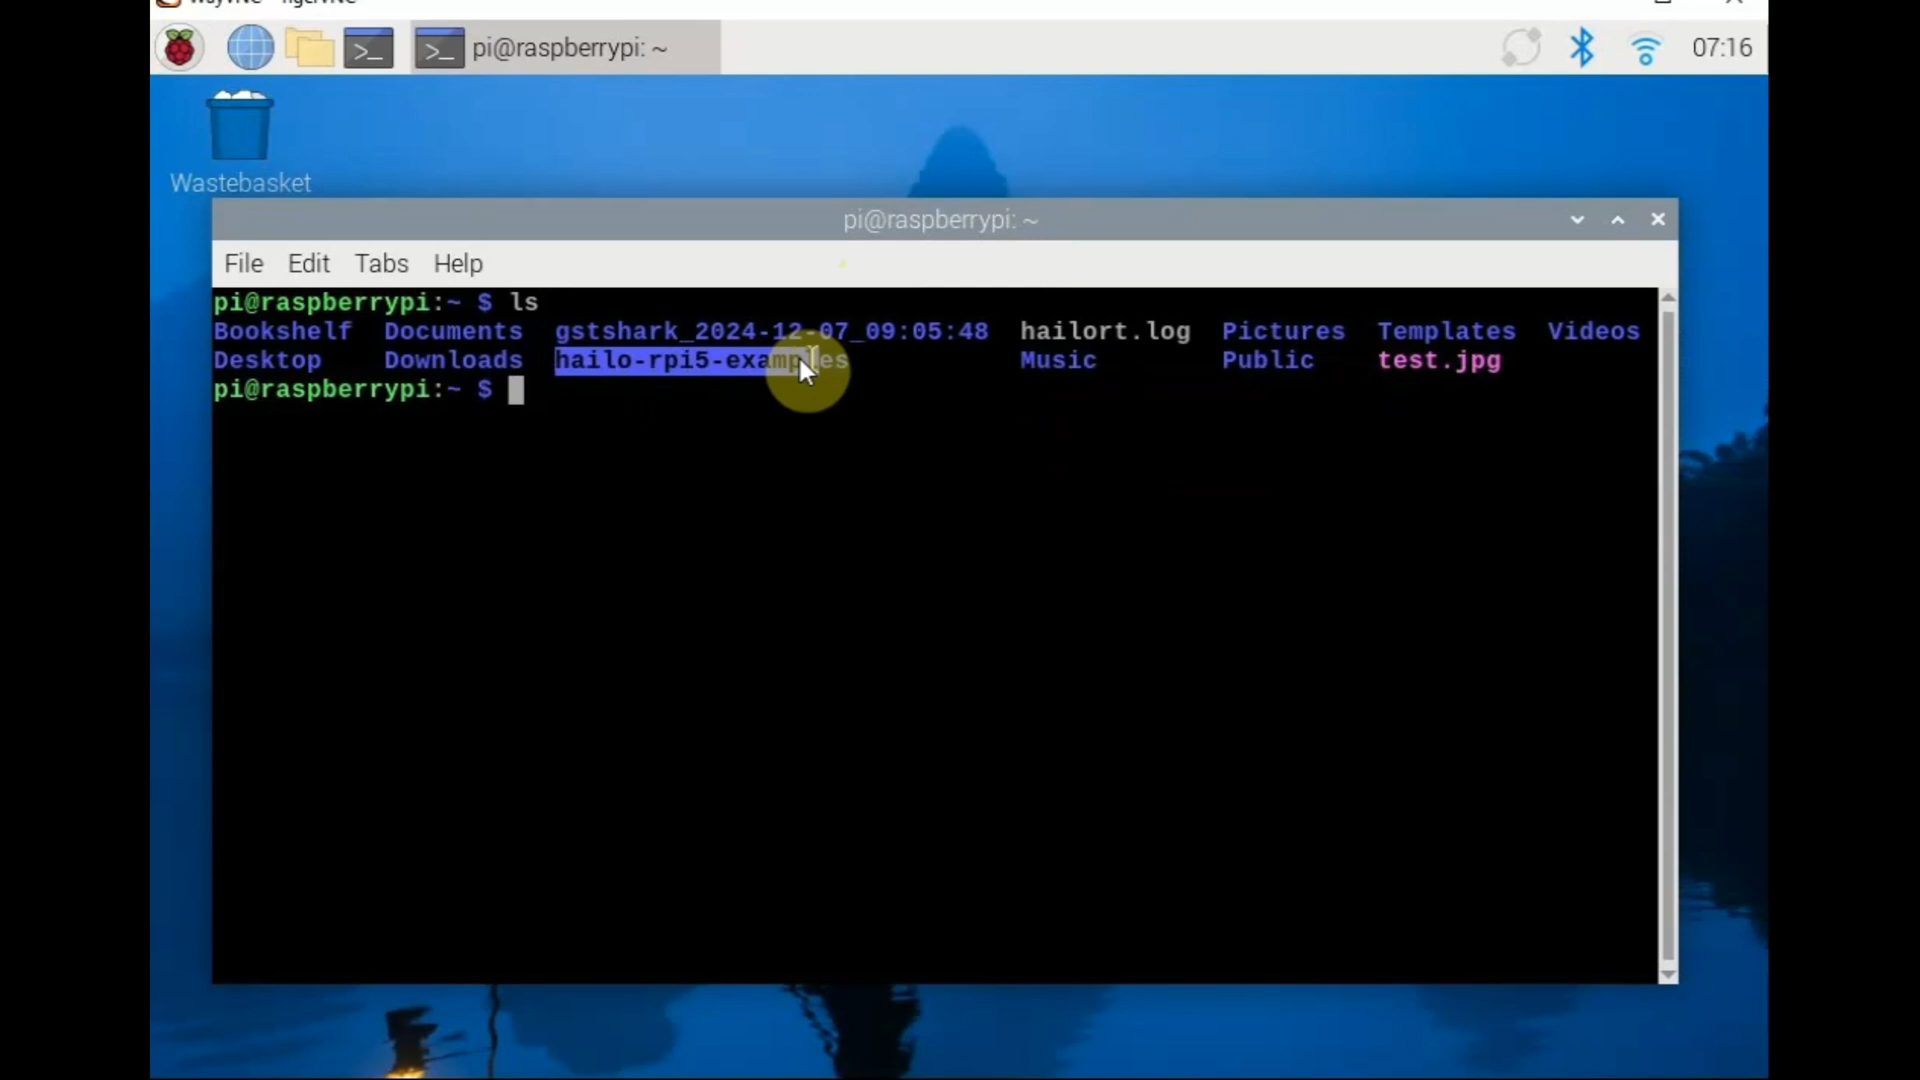 pi@raspberrypi: ~
07:16
Wastebasket
pi@raspberrypi: ~
File Edit Tabs Help
pi@raspberrypi:~ $ ls
Bookshelf Documents gstshark_2024-12-07_09:05:48 hailort.log Pictures Templates Videos
Desktop Downloads hailo-rpi5-examples Music Public test.jpg
pi@raspberrypi:~ $